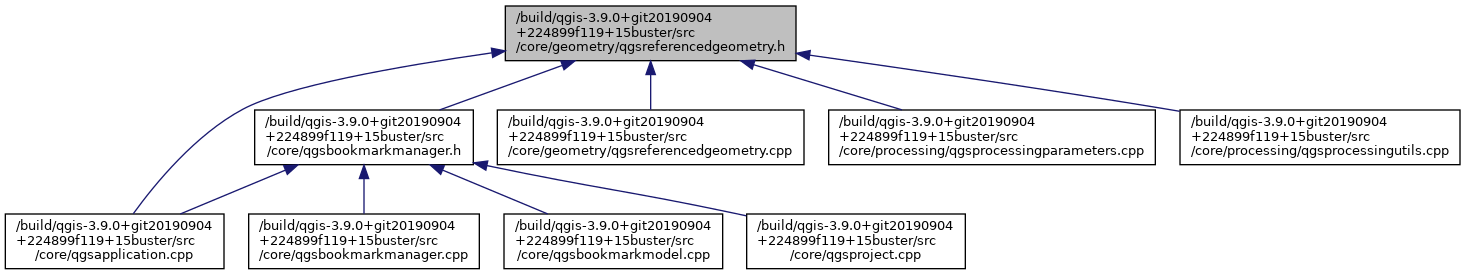 /build/qgis-3.9.0+git20190904
+224899f119+15buster/src
/core/geometry/qgsreferencedgeometry.h
/build/qgis-3.9.0+git20190904
+224899f119+15buster/src
/core/qgsbookmarkmanager.h
/build/qgis-3.9.0+git20190904
+224899f119+15buster/src
/core/geometry/qgsreferencedgeometry.cpp
/build/qgis-3.9.0+git20190904
+224899f119+15buster/src
/core/processing/qgsprocessingparameters.cpp
/build/qgis-3.9.0+git20190904
+224899f119+15buster/src
/core/processing/qgsprocessingutils.cpp
/build/qgis-3.9.0+git20190904
+224899f119+15buster/src
/core/qgsapplication.cpp
/build/qgis-3.9.0+git20190904
+224899f119+15buster/src
/core/qgsbookmarkmanager.cpp
/build/qgis-3.9.0+git20190904
+224899f119+15buster/src
/core/qgsbookmarkmodel.cpp
/build/qgis-3.9.0+git20190904
+224899f119+15buster/src
/core/qgsproject.cpp